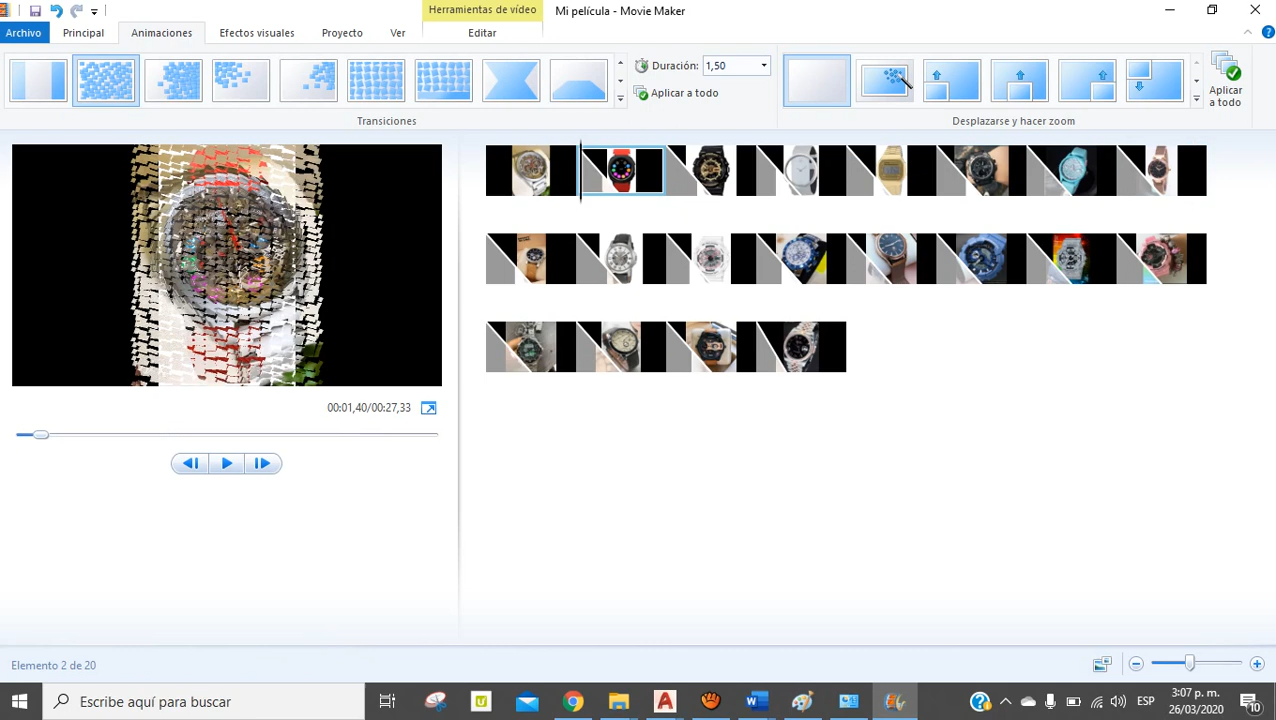 Herramientas de vídeo
Mi película - Movie Maker
Archivo
Principal
Animaciones
Efectos visuales
Proyecto
Ver
Editar
Duración: 1,50
Aplicar a todo
Aplicar
a todo
Transiciones
Desplazarse y hacer zoom
00:01,40/00:27,33
Elemento 2 de 20
Escribe aquí para buscar
ESP
3:07 p. m.
26/03/2020
10